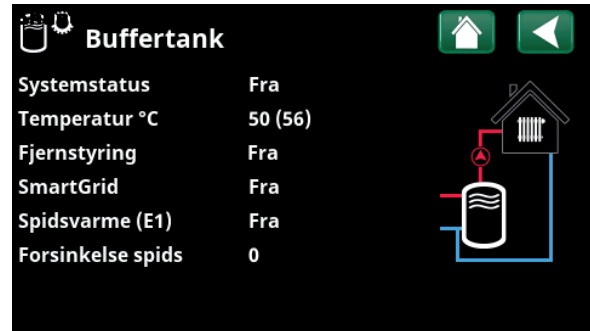 Buffertank
Systemstatus Fra
Temperatur °C 50 (56)
Fjernstyring Fra
SmartGrid Fra
Spidsvarme (E1) Fra
Forsinkelse spids 0